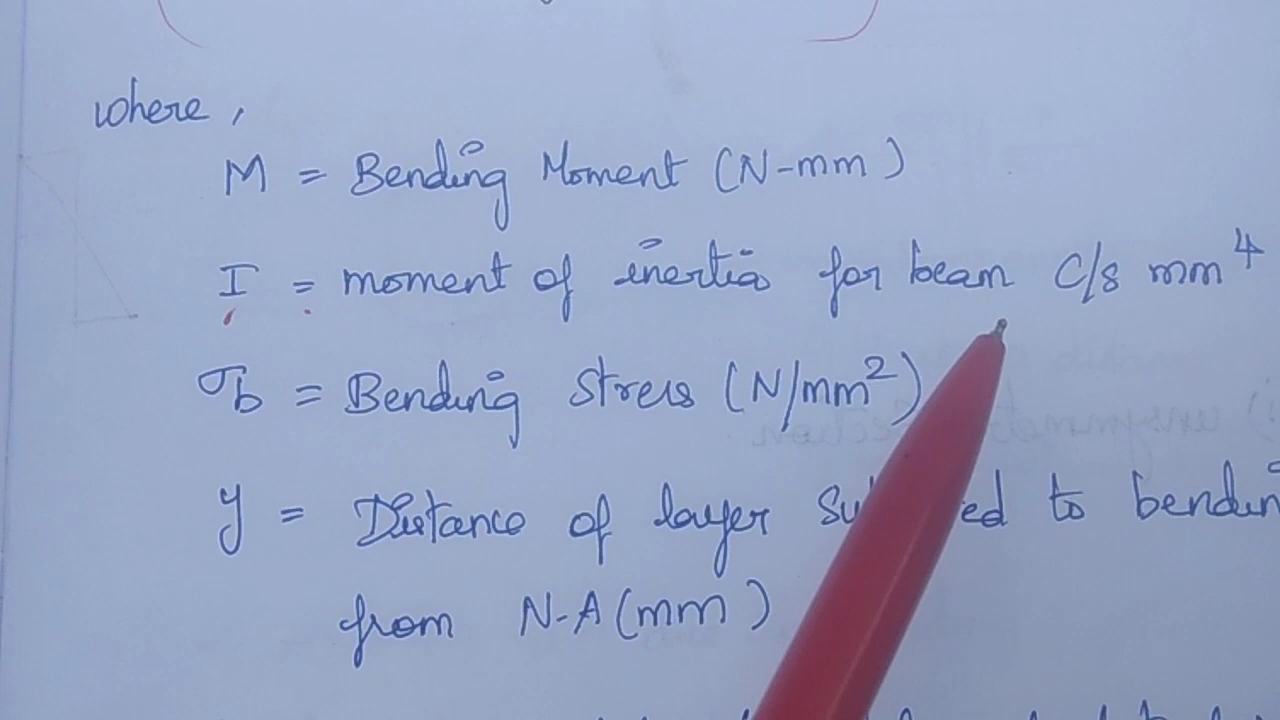 where,
M = Bending Moment (N-mm)
I = moment of inertia for beam c/s mm⁴
σb = Bending stress (N/mm²)
y = Distance of layer to
from N-A (mm)